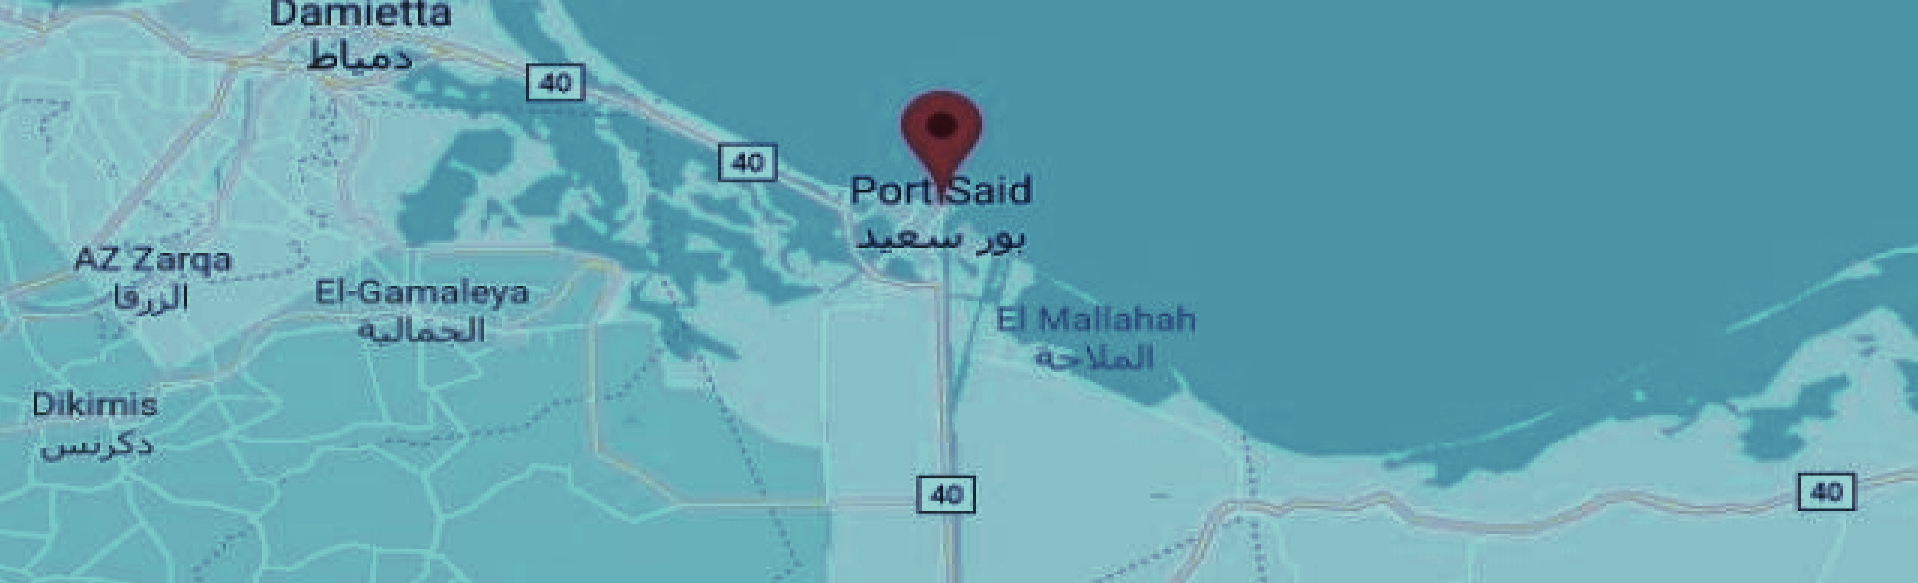 Damietta
دمياط
40
40
Port Said
بور سعيد
AZ Zarqa
الزرقا
El-Gamaleya
الجمالية
El Mallahah
الملاحة
Dikirnis
دكرنس
40
40